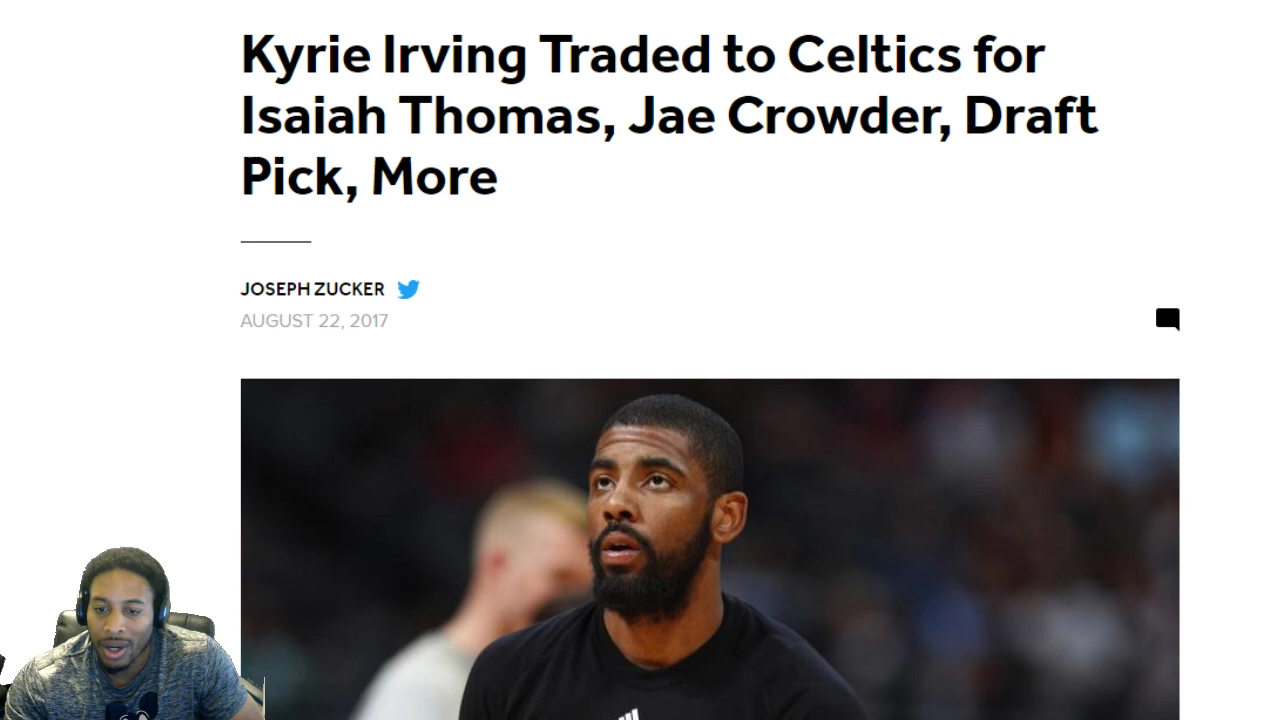 Kyrie Irving Traded to Celtics for
Isaiah Thomas, Jae Crowder, Draft
Pick, More
JOSEPH ZUCKER
AUGUST 22, 2017